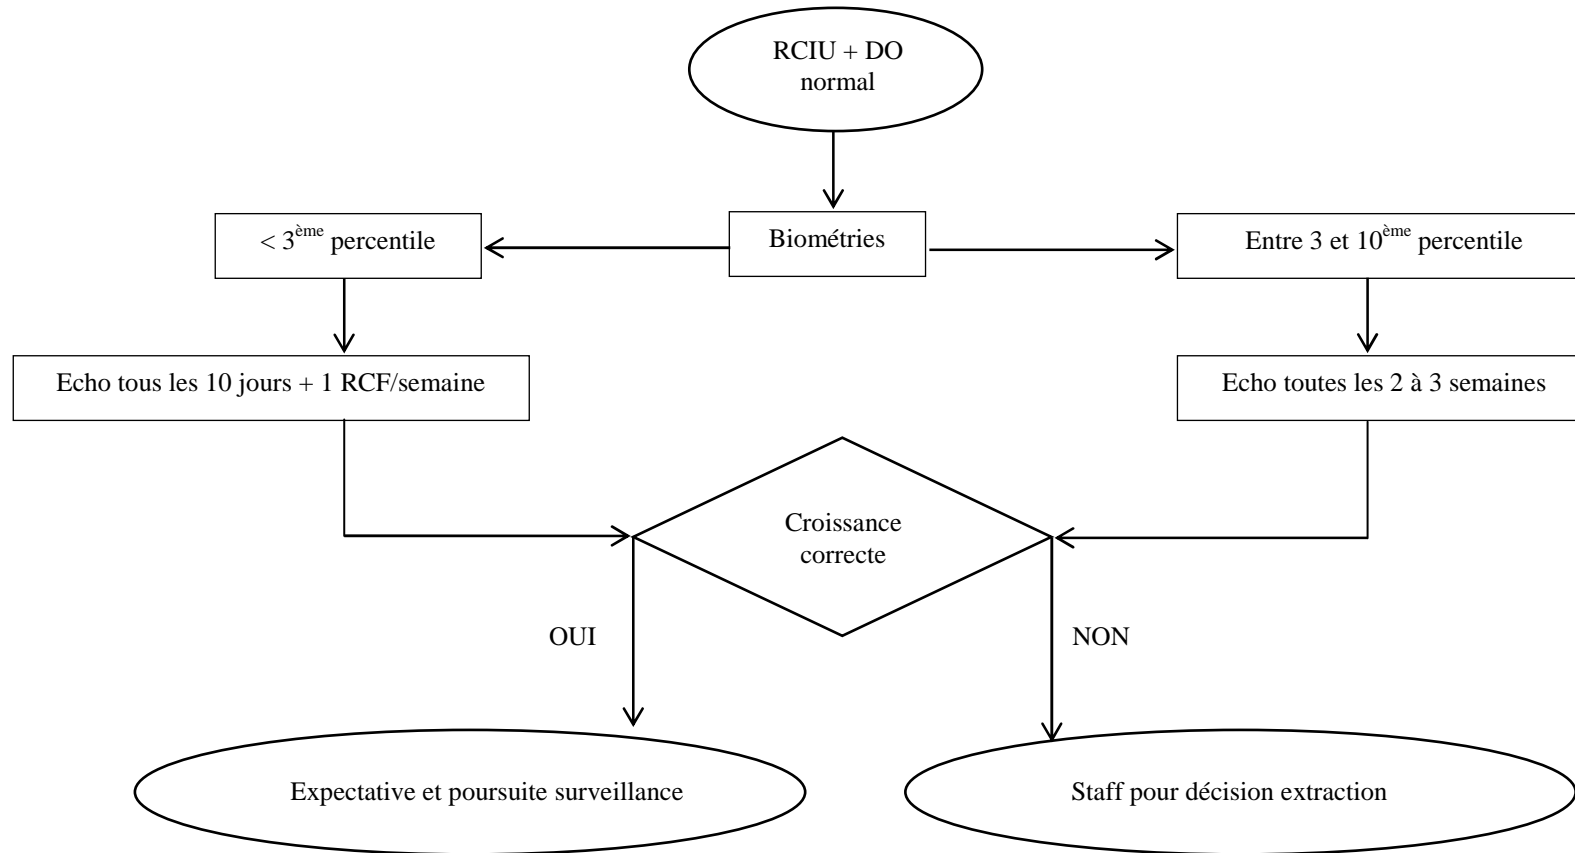 RCIU + DO
normal
< 3ème percentile
Biométries
Entre 3 et 10ème percentile
Echo tous les 10 jours + 1 RCF/semaine
Echo toutes les 2 à 3 semaines
Croissance
correcte
OUI
NON
Expectative et poursuite surveillance
Staff pour décision extraction